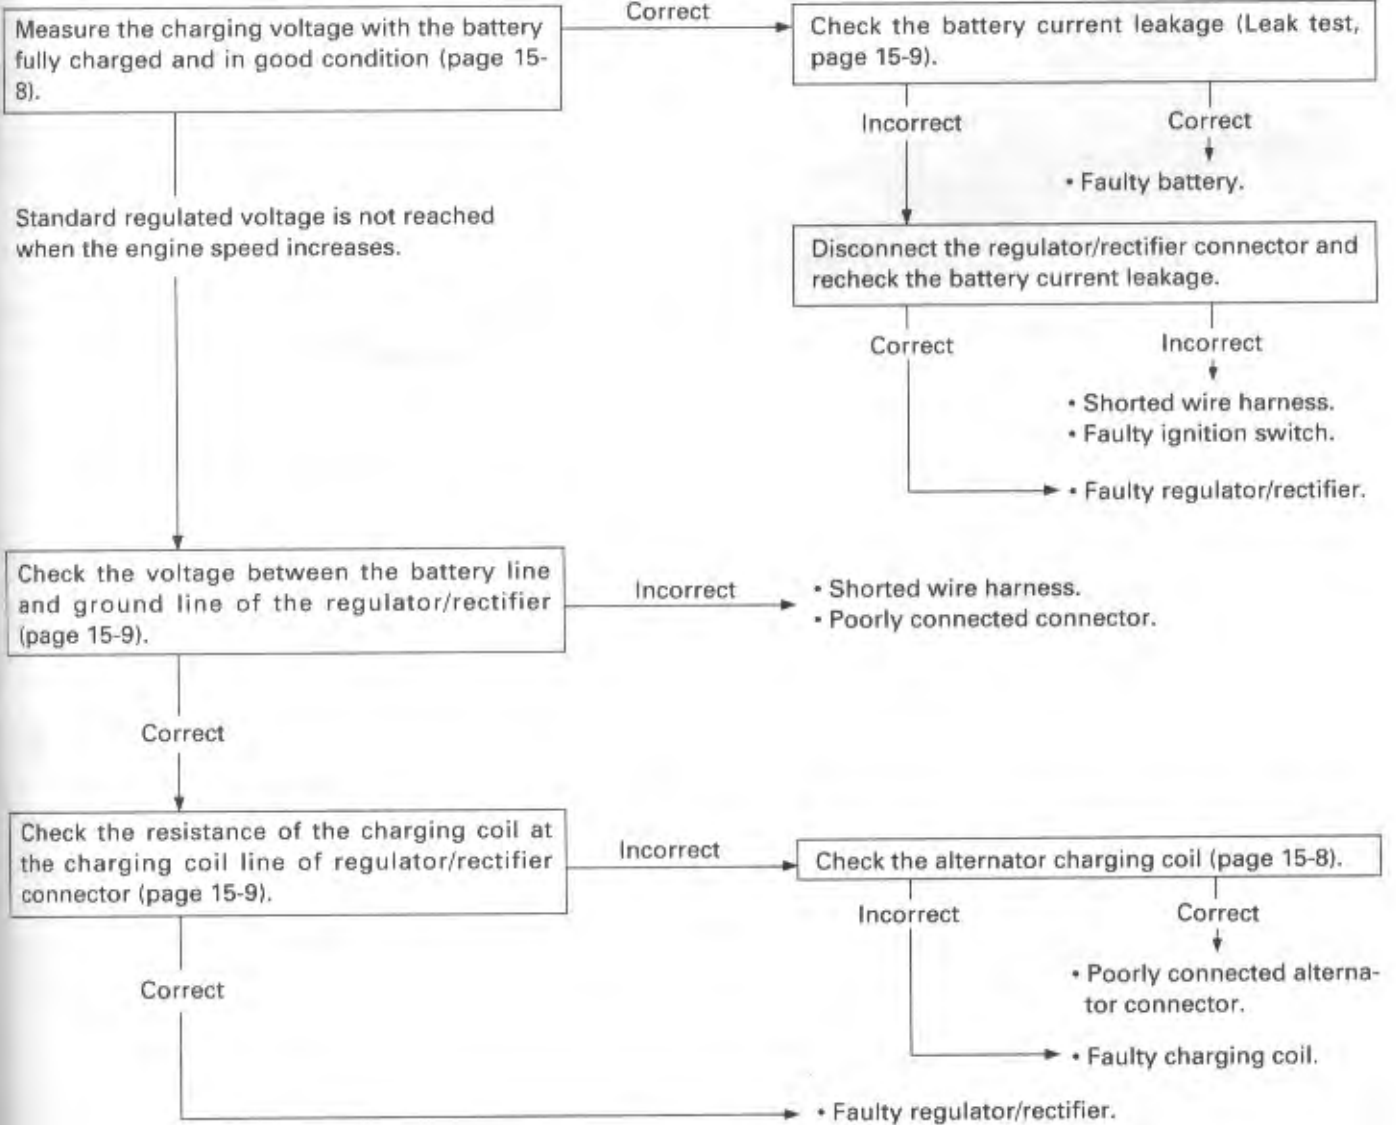 Measure the charging voltage with the battery
fully charged and in good condition (page 15-
8).
Correct
Check the battery current leakage (Leak test,
page 15-9).
Incorrect
Correct
• Faulty battery.
Standard regulated voltage is not reached
when the engine speed increases.
Disconnect the regulator/rectifier connector and
recheck the battery current leakage.
Correct
Incorrect
• Shorted wire harness.
• Faulty ignition switch.
• Faulty regulator/rectifier.
Check the voltage between the battery line
and ground line of the regulator/rectifier
(page 15-9).
Incorrect
• Shorted wire harness.
• Poorly connected connector.
Correct
Check the resistance of the charging coil at
the charging coil line of regulator/rectifier
connector (page 15-9).
Incorrect
Check the alternator charging coil (page 15-8).
Incorrect
Correct
• Poorly connected alterna-
tor connector.
• Faulty charging coil.
Correct
• Faulty regulator/rectifier.